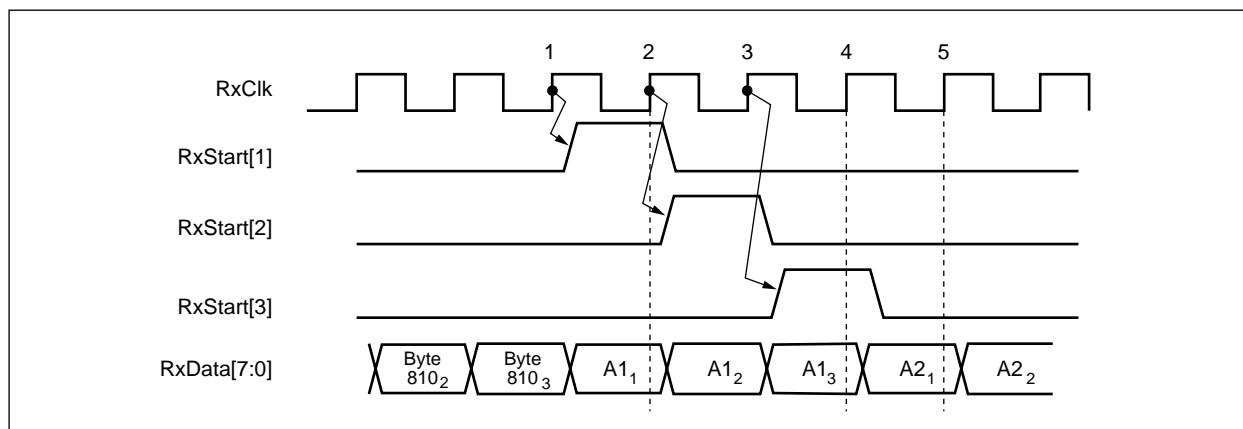 1 2 3 4 5
RxClk
RxStart[1]
RxStart[2]
RxStart[3]
RxData[7:0] Byte 810₂ Byte 810₃ A1₁ A1₂ A1₃ A2₁ A2₂